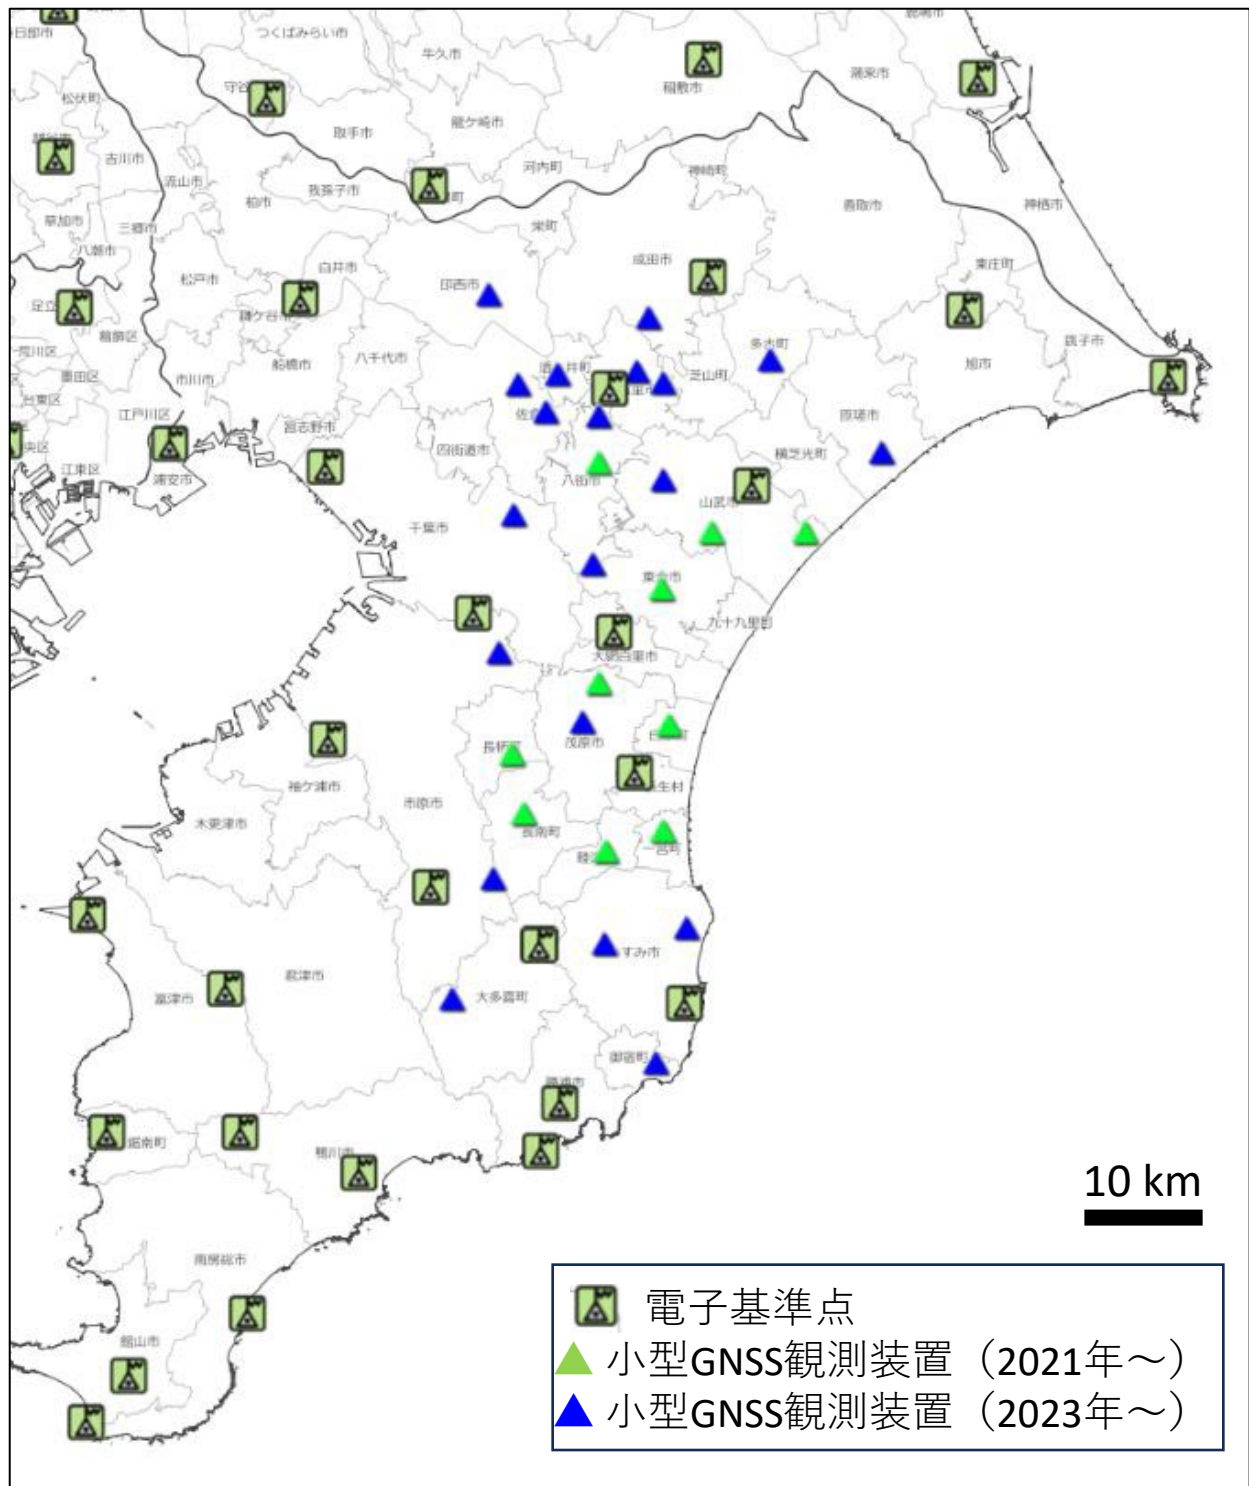 つくばみらい市
牛久市
潮来市
稲敷市
松伏町
取手市
龍ケ崎市
吉川市
河内町
神崎町
流山市
我孫子市
柏市
香取市
神栖市
草加市
三郷市
栄町
八潮市
成田市
東庄町
白井市
松戸市
印西市
足立
鎌ケ谷市
葛飾区
銚子市
荒川区
多古町
八千代市
船橋市
旭市
墨田区
市川市
芝山町
台東区
江戸川区
匝瑳市
習志野市
四街道市
央区
横芝光町
江東区
浦安市
八街市
山武市
千葉市
東金市
九十九里町
大網白里市
長柄町
茂原市
袖ケ浦市
生村
市原市
木更津市
長南町
一宮町
すみ市
君津市
富津市
大多喜町
御宿町
勝浦市
鋸南町
鴨川市
南房総市
館山市
10 km
電子基準点
小型GNSS観測装置（2021年～）
小型GNSS観測装置（2023年～）